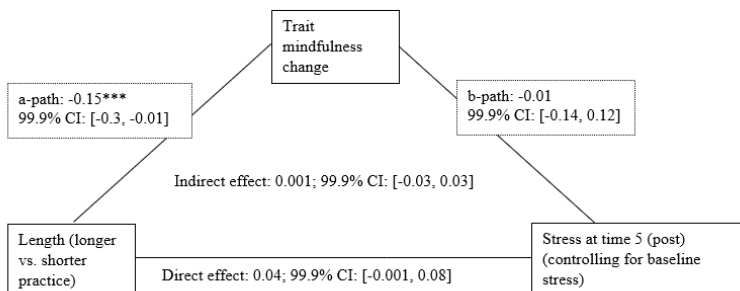 Trait
mindfulness
change
a-path: -0.15***
99.9% CI: [-0.3, -0.01]
b-path: -0.01
99.9% CI: [-0.14, 0.12]
Indirect effect: 0.001; 99.9% CI: [-0.03, 0.03]
Length (longer
vs. shorter
practice)
Stress at time 5 (post)
(controlling for baseline
stress)
Direct effect: 0.04; 99.9% CI: [-0.001, 0.08]